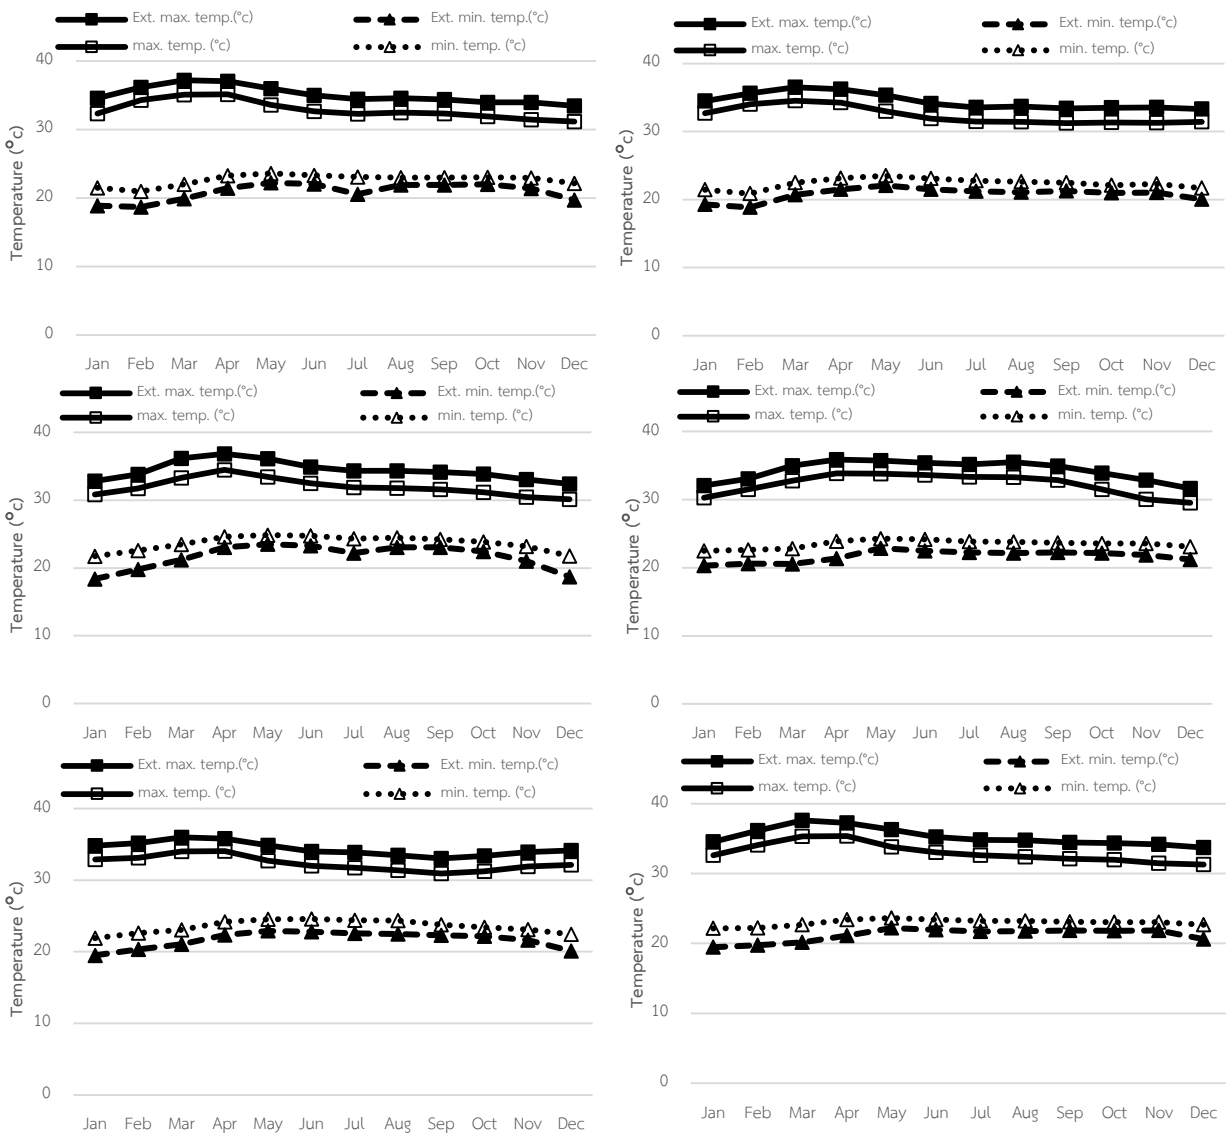 Ext. max. temp.(°c) Ext. min. temp.(°c)
max. temp. (°c) min. temp. (°c)
Temperature (°c)
40
30
20
10
0
Jan Feb Mar Apr May Jun Jul Aug Sep Oct Nov Dec
Ext. max. temp.(°c) Ext. min. temp.(°c)
max. temp. (°c) min. temp. (°c)
Temperature (°c)
40
30
20
10
0
Jan Feb Mar Apr May Jun Jul Aug Sep Oct Nov Dec
Ext. max. temp.(°c) Ext. min. temp.(°c)
max. temp. (°c) min. temp. (°c)
Temperature (°c)
40
30
20
10
0
Jan Feb Mar Apr May Jun Jul Aug Sep Oct Nov Dec
Ext. max. temp.(°c) Ext. min. temp.(°c)
max. temp. (°c) min. temp. (°c)
Temperature (°c)
40
30
20
10
0
Jan Feb Mar Apr May Jun Jul Aug Sep Oct Nov Dec
Ext. max. temp.(°c) Ext. min. temp.(°c)
max. temp. (°c) min. temp. (°c)
Temperature (°c)
40
30
20
10
0
Jan Feb Mar Apr May Jun Jul Aug Sep Oct Nov Dec
Ext. max. temp.(°c) Ext. min. temp.(°c)
max. temp. (°c) min. temp. (°c)
Temperature (°c)
40
30
20
10
0
Jan Feb Mar Apr May Jun Jul Aug Sep Oct Nov Dec